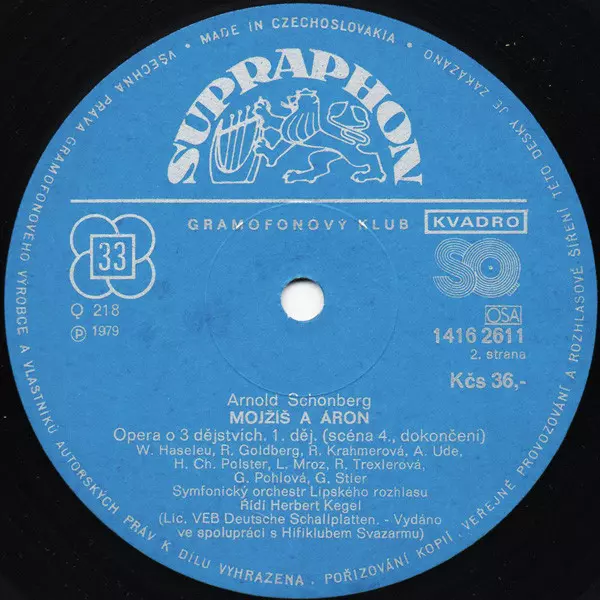 VŠECHNA PRÁVA GRAMOFONOVÉHO VÝROBCE A VLASTNÍKŮ AUTORSKÝCH PRÁV K DÍLU VYHRAZENA. POŘIZOVÁNÍ KOPIÍ, VEŘEJNÉ PROVOZOVÁNÍ A ROZHLASOVÉ ŠÍŘENÍ TÉTO DESKY JE ZAKÁZÁNO
• MADE IN CZECHOSLOVAKIA •
SUPRAPHON
GRAMOFONOVÝ KLUB
KVADRO
33
SQ
Q 218
OSA
Ⓟ 1979
1416 2611
2. strana
Kčs 36,-
Arnold Schönberg
MOJŽÍŠ A ÁRON
Opera o 3 dějstvích. 1. děj. (scéna 4., dokončení)
W. Haseleu, R. Goldberg, R. Krahmerová, A. Ude,
H. Ch. Polster, L. Mroz, R. Trexlerová,
G. Pohlová, G. Stier
Symfonický orchestr Lipského rozhlasu
Řídí Herbert Kegel
(Lic. VEB Deutsche Schallplatten. - Vydáno
ve spolupráci s Hifiklubem Svazarmu)